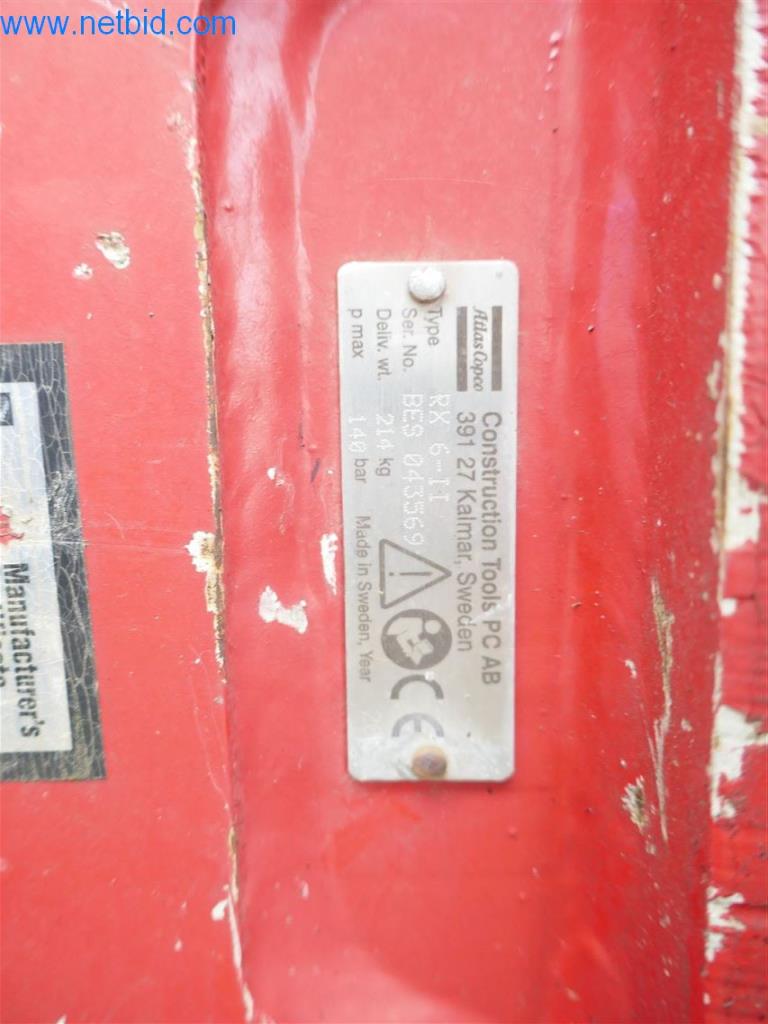 www.netbid.com
Atlas Copco
Construction Tools PC AB
391 27 Kalmar, Sweden
Type RX 6-II
Ser. No. BES 043569
Deliv. wt. 214 kg
p max 140 bar Made in Sweden, Year
CE
Manufacturer's